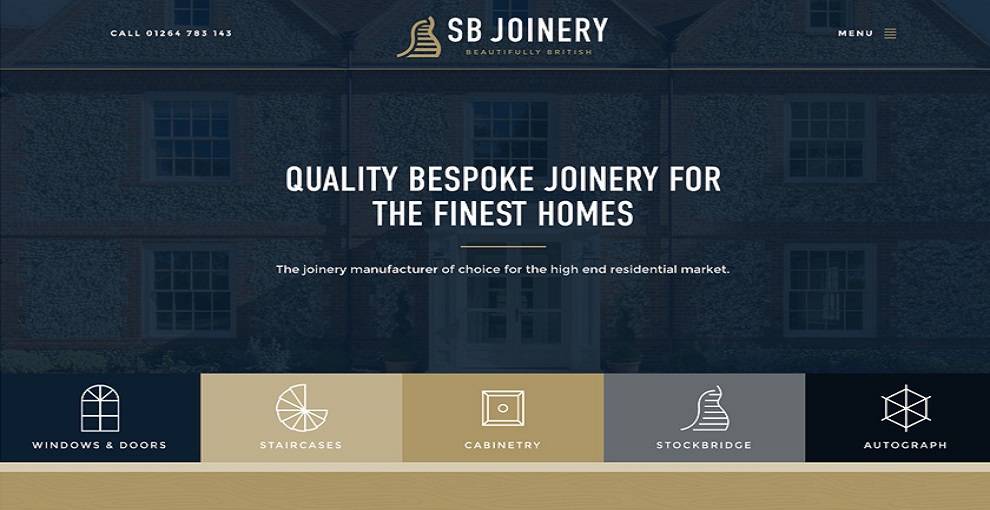 CALL 01264 783 143
SB JOINERY
BEAUTIFULLY BRITISH
MENU
QUALITY BESPOKE JOINERY FOR
THE FINEST HOMES
The joinery manufacturer of choice for the high end residential market.
WINDOWS & DOORS
STAIRCASES
CABINETRY
STOCKBRIDGE
AUTOGRAPH